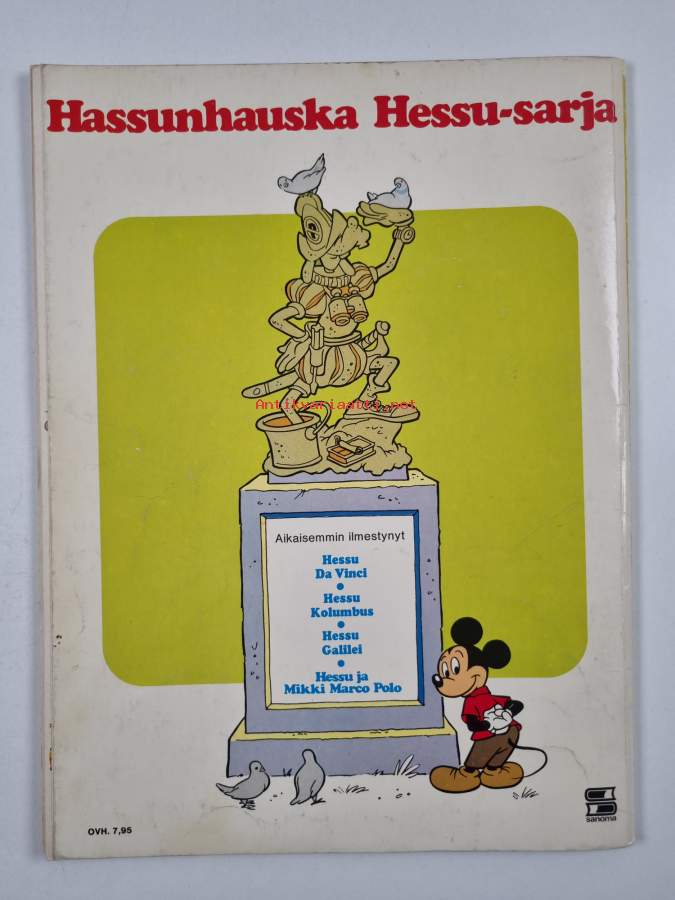 Hassunhauska Hessu-sarja
Antikvariaatti.net
Aikaisemmin ilmestynyt
Hessu
Da Vinci
•
Hessu
Kolumbus
•
Hessu
Galilei
•
Hessu ja
Mikki Marco Polo
OVH. 7,95
sanoma